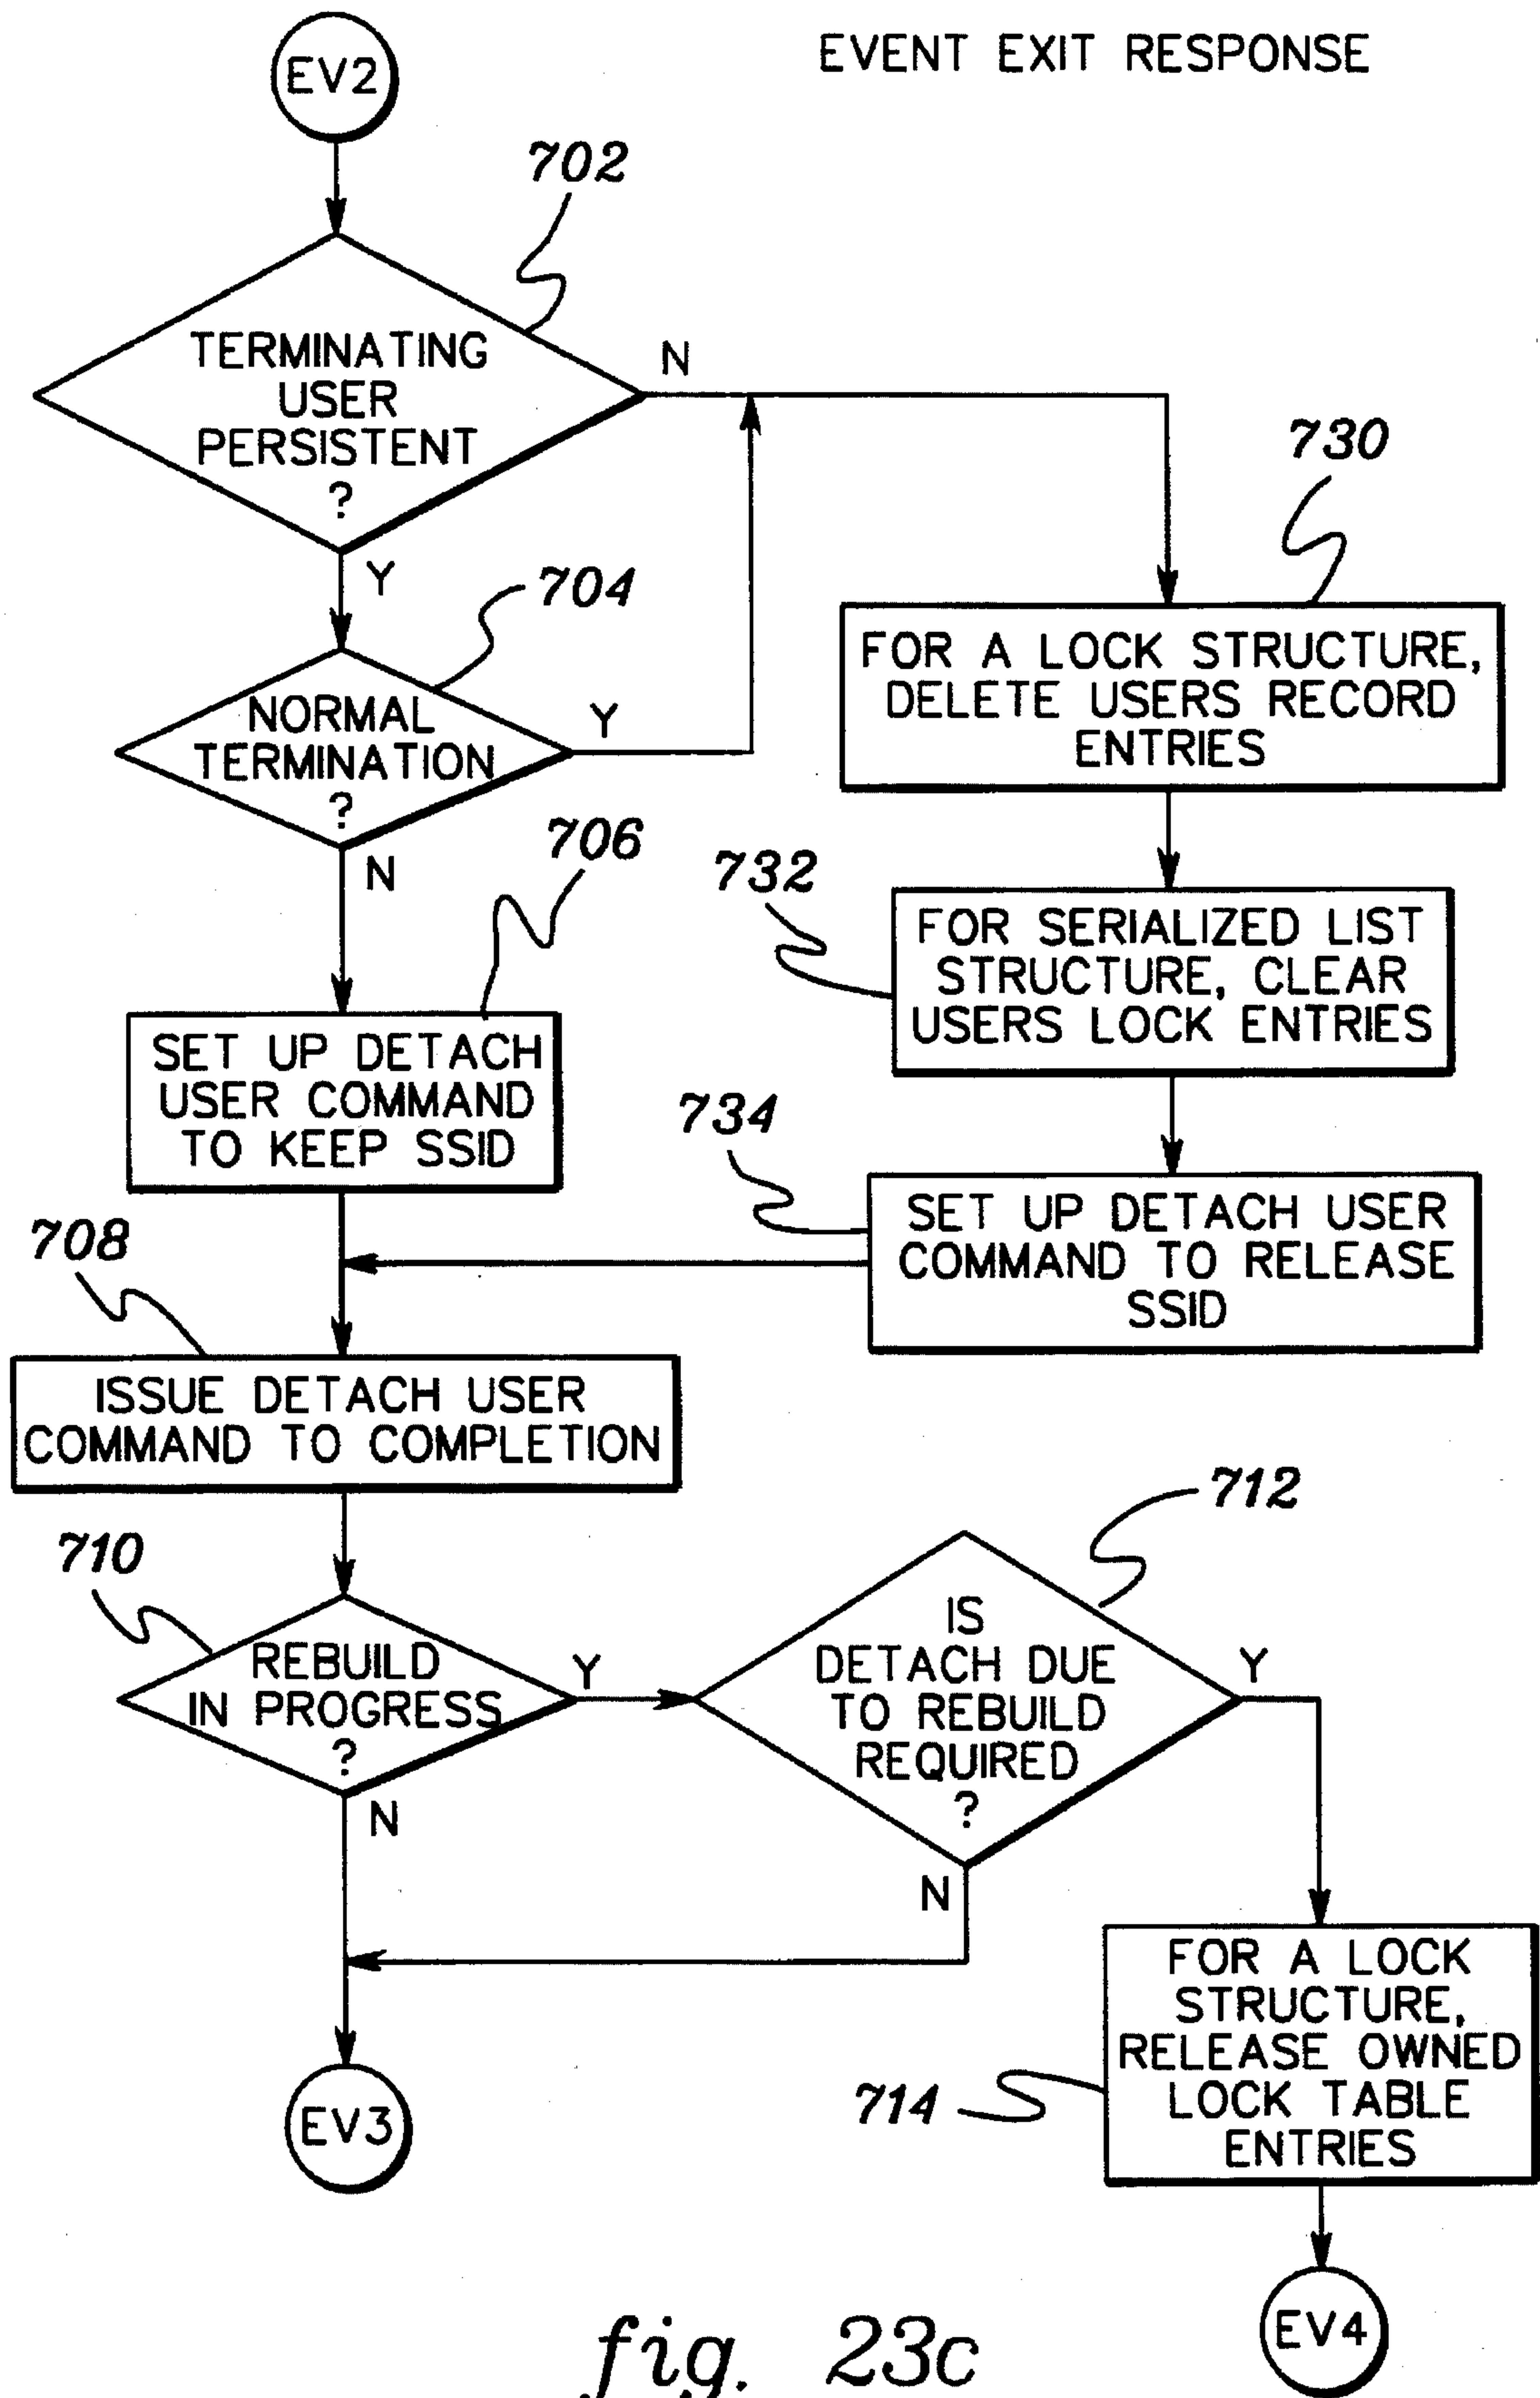 EVENT EXIT RESPONSE
EV2
702
TERMINATING
USER
PERSISTENT
?
N
Y
704
NORMAL
TERMINATION
?
Y
N
730
FOR A LOCK STRUCTURE,
DELETE USERS RECORD
ENTRIES
732
FOR SERIALIZED LIST
STRUCTURE, CLEAR
USERS LOCK ENTRIES
706
SET UP DETACH
USER COMMAND
TO KEEP SSID
734
SET UP DETACH USER
COMMAND TO RELEASE
SSID
708
ISSUE DETACH USER
COMMAND TO COMPLETION
710
REBUILD
IN PROGRESS
?
Y
N
712
IS
DETACH DUE
TO REBUILD
REQUIRED
?
Y
N
714
FOR A LOCK
STRUCTURE,
RELEASE OWNED
LOCK TABLE
ENTRIES
EV3
EV4
fig. 23c